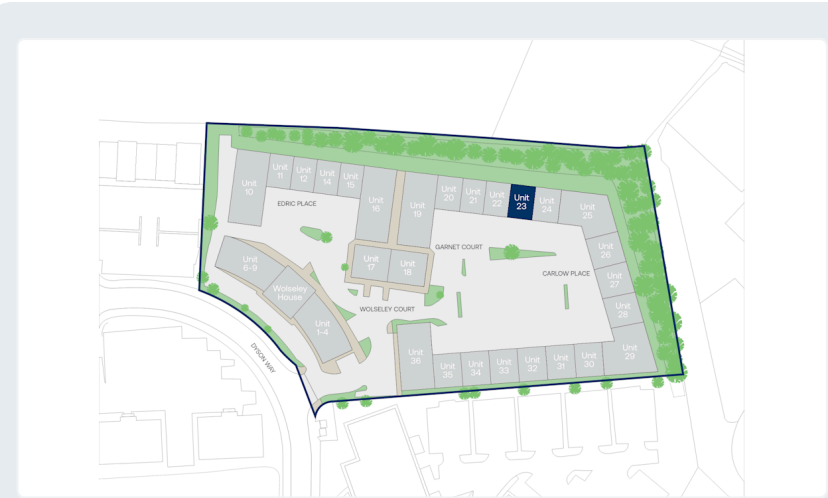 Unit
10
Unit
11
Unit
12
Unit
14
Unit
15
Unit
16
Unit
19
Unit
20
Unit
21
Unit
22
Unit
23
Unit
24
Unit
25
EDRIC PLACE
GARNET COURT
Unit
26
Unit
6-9
Unit
17
Unit
18
CARLOW PLACE
Unit
27
Wolseley
House
WOLSELEY COURT
Unit
28
Unit
1-4
DYSON WAY
Unit
36
Unit
35
Unit
34
Unit
33
Unit
32
Unit
31
Unit
30
Unit
29